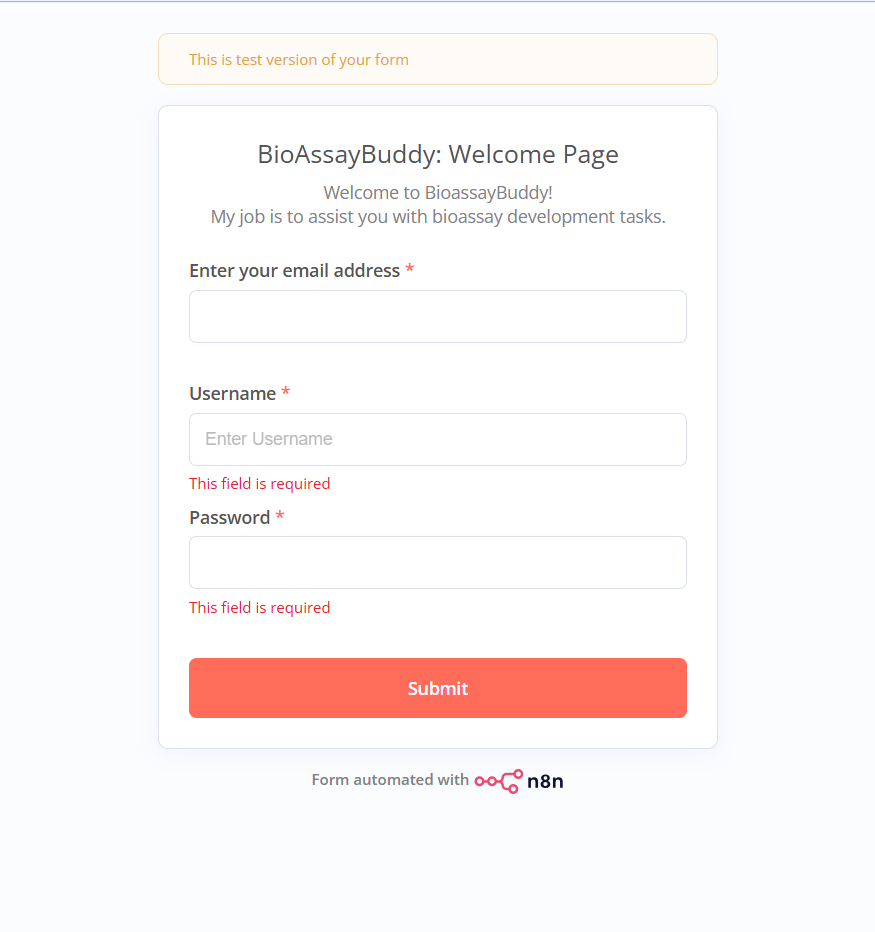 This is test version of your form
BioAssayBuddy: Welcome Page
Welcome to BioassayBuddy!
My job is to assist you with bioassay development tasks.
Enter your email address *
Username *
Enter Username
This field is required
Password *
This field is required
Submit
Form automated with n8n